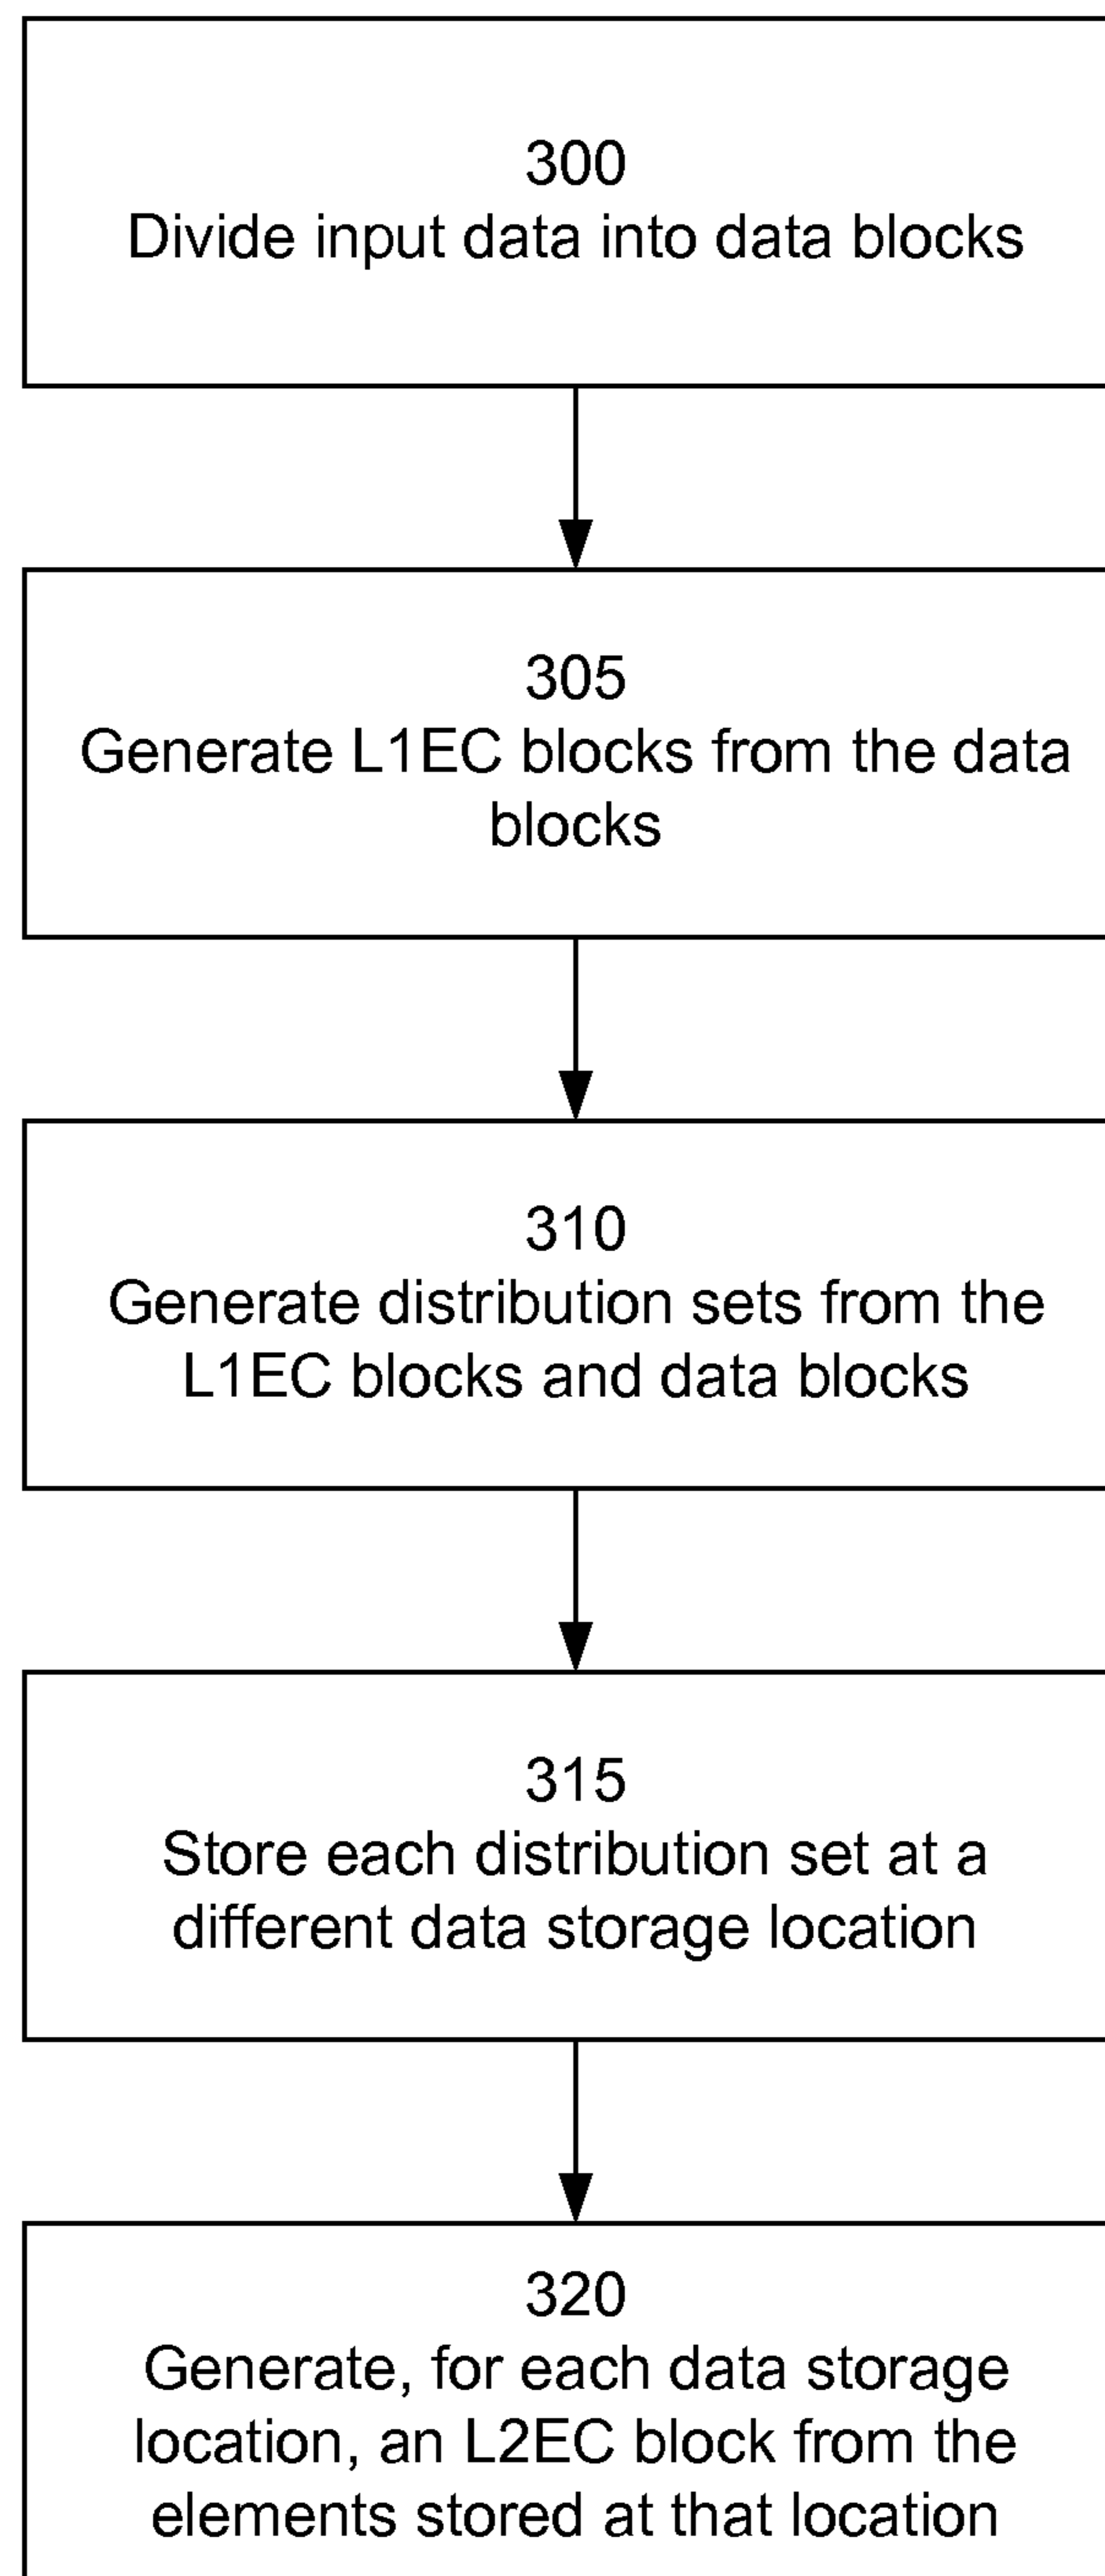 300
Divide input data into data blocks
305
Generate L1EC blocks from the data
blocks
310
Generate distribution sets from the
L1EC blocks and data blocks
315
Store each distribution set at a
different data storage location
320
Generate, for each data storage
location, an L2EC block from the
elements stored at that location